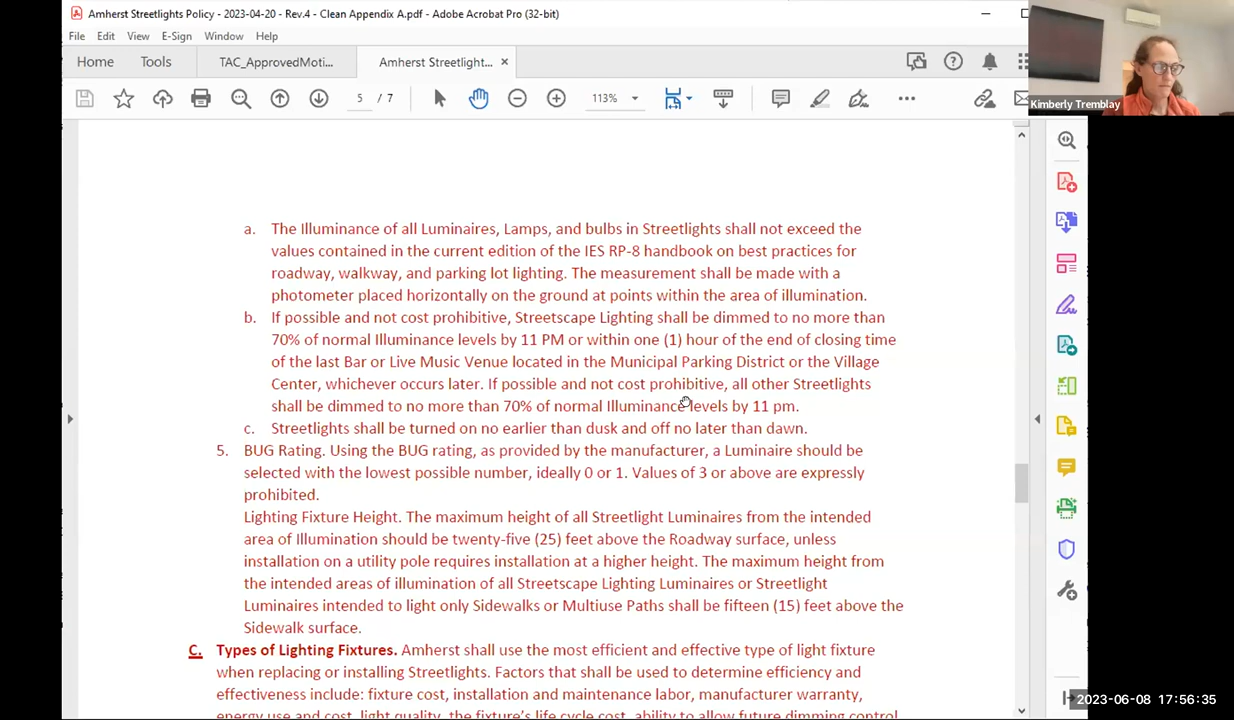 Amherst Streetlights Policy - 2023-04-20 - Rev.4 - Clean Appendix A.pdf - Adobe Acrobat Pro (32-bit)
File Edit View E-Sign Window Help
Home Tools TAC_ApprovedMoti... Amherst Streetlight... ×
5 / 7 113%
Kimberly Tremblay
a. The Illuminance of all Luminaires, Lamps, and bulbs in Streetlights shall not exceed the
values contained in the current edition of the IES RP-8 handbook on best practices for
roadway, walkway, and parking lot lighting. The measurement shall be made with a
photometer placed horizontally on the ground at points within the area of illumination.
b. If possible and not cost prohibitive, Streetscape Lighting shall be dimmed to no more than
70% of normal Illuminance levels by 11 PM or within one (1) hour of the end of closing time
of the last Bar or Live Music Venue located in the Municipal Parking District or the Village
Center, whichever occurs later. If possible and not cost prohibitive, all other Streetlights
shall be dimmed to no more than 70% of normal Illuminance levels by 11 pm.
c. Streetlights shall be turned on no earlier than dusk and off no later than dawn.
5. BUG Rating. Using the BUG rating, as provided by the manufacturer, a Luminaire should be
selected with the lowest possible number, ideally 0 or 1. Values of 3 or above are expressly
prohibited.
Lighting Fixture Height. The maximum height of all Streetlight Luminaires from the intended
area of Illumination should be twenty-five (25) feet above the Roadway surface, unless
installation on a utility pole requires installation at a higher height. The maximum height from
the intended areas of illumination of all Streetscape Lighting Luminaires or Streetlight
Luminaires intended to light only Sidewalks or Multiuse Paths shall be fifteen (15) feet above the
Sidewalk surface.
C. Types of Lighting Fixtures. Amherst shall use the most efficient and effective type of light fixture
when replacing or installing Streetlights. Factors that shall be used to determine efficiency and
effectiveness include: fixture cost, installation and maintenance labor, manufacturer warranty,
energy use and cost, light quality, the fixture's life cycle cost, ability to allow future dimming control
2023-06-08 17:56:35